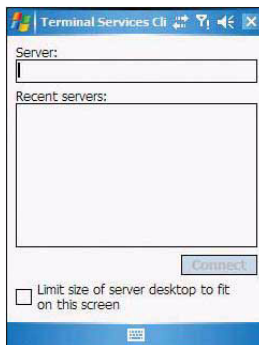 Terminal Services Cli
Server:
Recent servers:
Connect
Limit size of server desktop to fit
on this screen